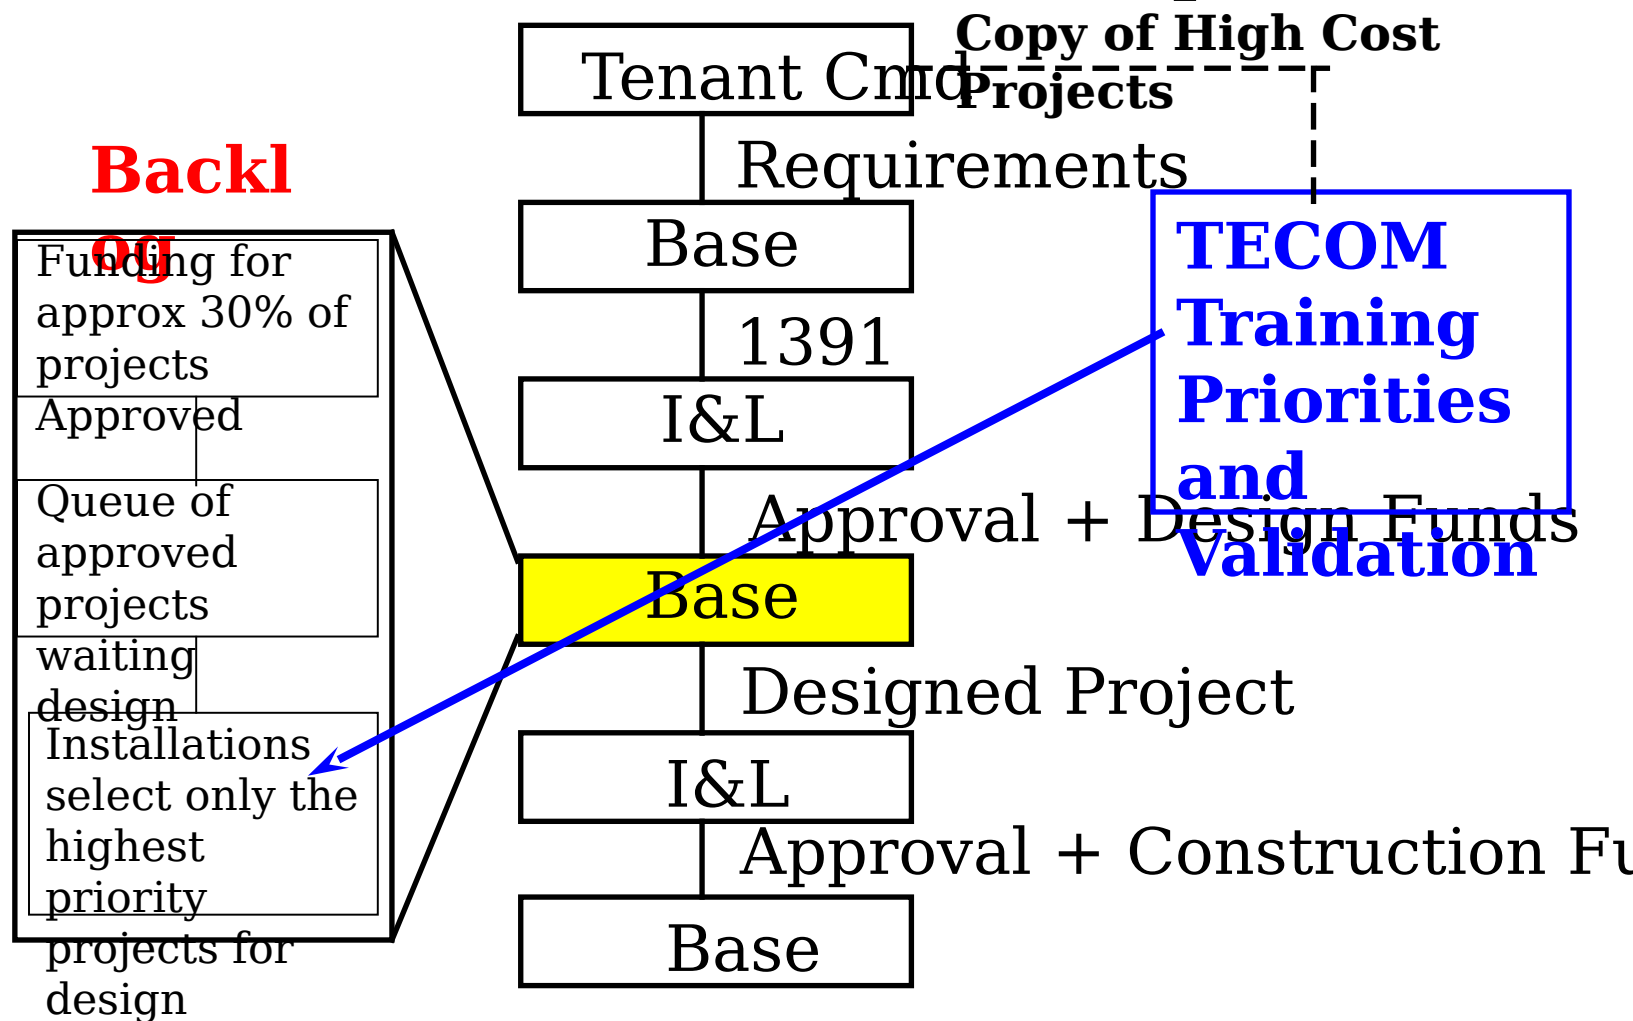 Copy of High Cost
Projects
Tenant Cmd
Requirements
Backl
og
Base
1391
I&L
Approval + Design Funds
Base
Designed Project
I&L
Approval + Construction Fu
Base
Funding for
approx 30% of
projects
Approved
Queue of
approved
projects
waiting
design
Installations
select only the
highest
priority
projects for
design
TECOM
Training
Priorities
and
Validation